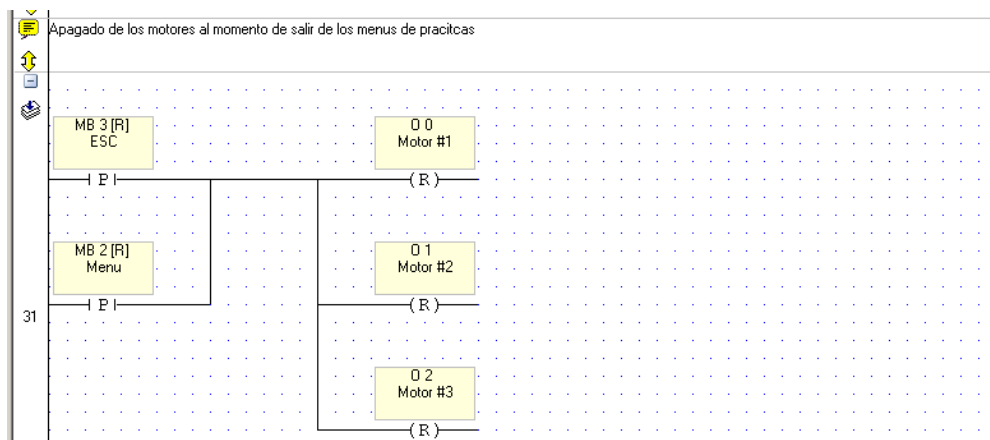 Apagado de los motores al momento de salir de los menus de pracitcas
MB 3 [R]
ESC
O 0
Motor #1
P
( R )
MB 2 [R]
Menu
O 1
Motor #2
P
( R )
31
O 2
Motor #3
( R )